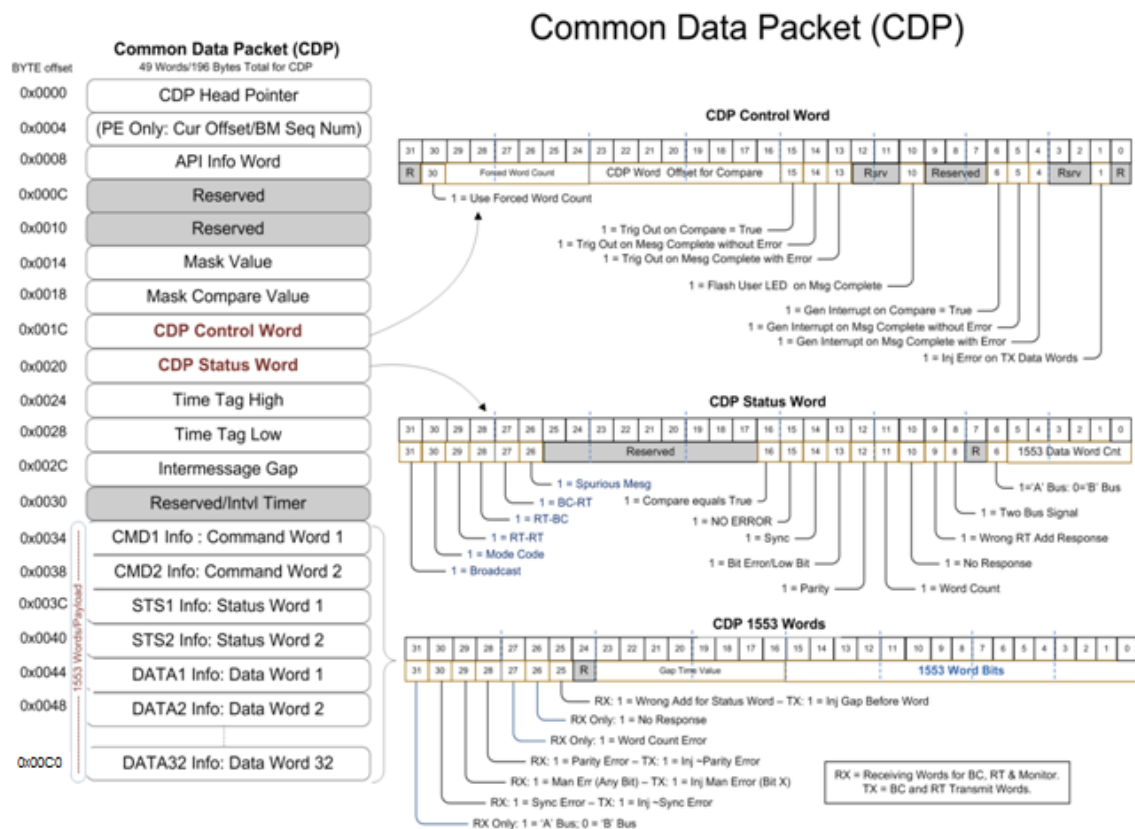 Common Data Packet (CDP)
Common Data Packet (CDP)
49 Words/196 Bytes Total for CDP
BYTE offset
0x0000 CDP Head Pointer
0x0004 (PE Only: Cur Offset/BM Seq Num)
0x0008 API Info Word
0x000C Reserved
0x0010 Reserved
0x0014 Mask Value
0x0018 Mask Compare Value
0x001C CDP Control Word
0x0020 CDP Status Word
0x0024 Time Tag High
0x0028 Time Tag Low
0x002C Intermessage Gap
0x0030 Reserved/Intvl Timer
0x0034 CMD1 Info : Command Word 1
0x0038 CMD2 Info: Command Word 2
0x003C STS1 Info: Status Word 1
0x0040 STS2 Info: Status Word 2
0x0044 DATA1 Info: Data Word 1
0x0048 DATA2 Info: Data Word 2
0x00C0 DATA32 Info: Data Word 32
1553 Words/Payload
CDP Control Word
31 30 29 28 27 26 25 24 23 22 21 20 19 18 17 16 15 14 13 12 11 10 9 8 7 6 5 4 3 2 1 0
R 30 Forced Word Count CDP Word Offset for Compare 15 14 13 Rsrv 10 Reserved 6 5 4 Rsrv 1 R
1 = Use Forced Word Count
1 = Trig Out on Compare = True
1 = Trig Out on Mesg Complete without Error
1 = Trig Out on Mesg Complete with Error
1 = Flash User LED on Msg Complete
1 = Gen Interrupt on Compare = True
1 = Gen Interrupt on Msg Complete without Error
1 = Gen Interrupt on Msg Complete with Error
1 = Inj Error on TX Data Words
CDP Status Word
31 30 29 28 27 26 25 24 23 22 21 20 19 18 17 16 15 14 13 12 11 10 9 8 7 6 5 4 3 2 1 0
31 30 29 28 27 26 Reserved 16 15 14 13 12 11 10 9 8 R 6 1553 Data Word Cnt
1 = Spurious Mesg
1 = BC-RT
1 = RT-BC
1 = RT-RT
1 = Mode Code
1 = Broadcast
1 = Compare equals True
1 = NO ERROR
1 = Sync
1 = Bit Error/Low Bit
1 = Parity
1='A' Bus: 0='B' Bus
1 = Two Bus Signal
1 = Wrong RT Add Response
1 = No Response
1 = Word Count
CDP 1553 Words
31 30 29 28 27 26 25 24 23 22 21 20 19 18 17 16 15 14 13 12 11 10 9 8 7 6 5 4 3 2 1 0
31 30 29 28 27 26 25 R Gap Time Value 1553 Word Bits
RX: 1 = Wrong Add for Status Word – TX: 1 = Inj Gap Before Word
RX Only: 1 = No Response
RX Only: 1 = Word Count Error
RX: 1 = Parity Error – TX: 1 = Inj ~Parity Error
RX: 1 = Man Err (Any Bit) – TX: 1 = Inj Man Error (Bit X)
RX: 1 = Sync Error – TX: 1 = Inj ~Sync Error
RX Only: 1 = 'A' Bus; 0 = 'B' Bus
RX = Receiving Words for BC, RT & Monitor.
TX = BC and RT Transmit Words.